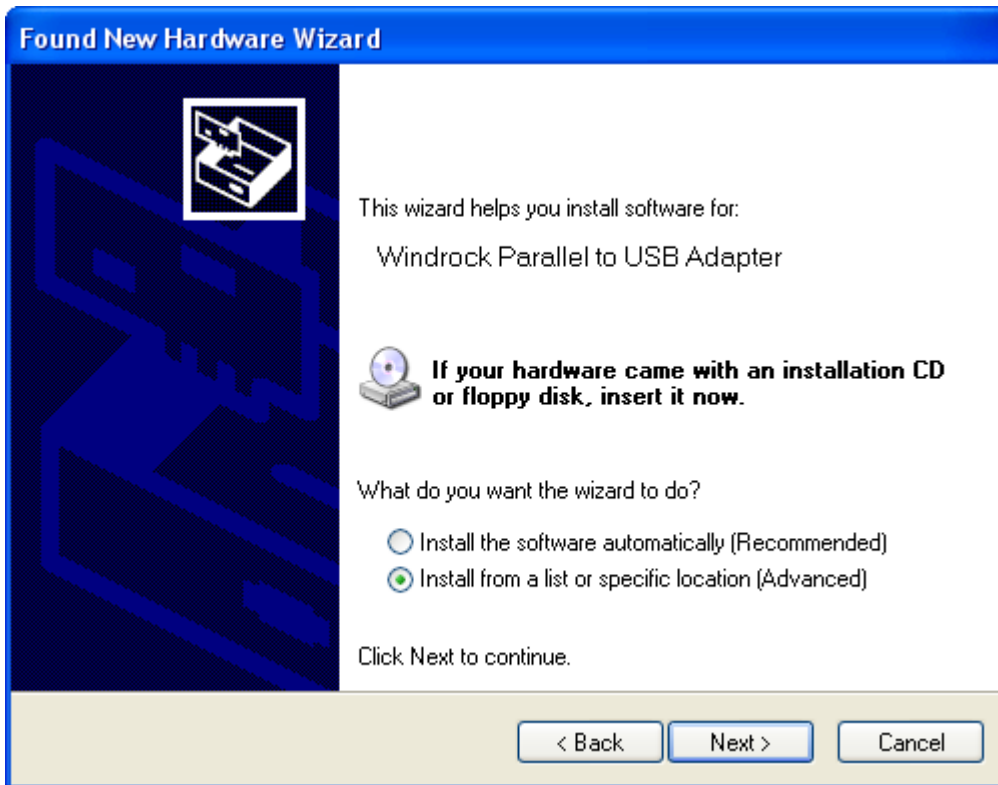 Found New Hardware Wizard
This wizard helps you install software for:
Windrock Parallel to USB Adapter
If your hardware came with an installation CD
or floppy disk, insert it now.
What do you want the wizard to do?
Install the software automatically (Recommended)
Install from a list or specific location (Advanced)
Click Next to continue.
< Back Next > Cancel